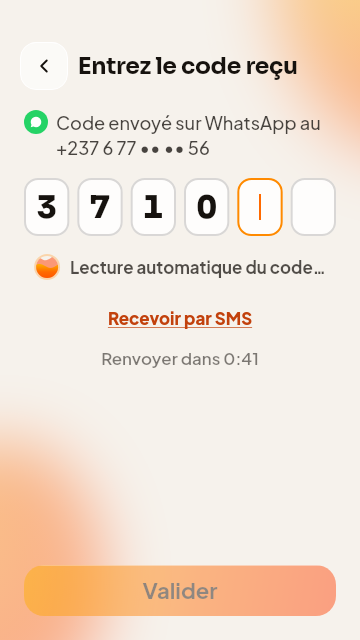 Entrez le code reçu
Code envoyé sur WhatsApp au
+237 6 77 •• •• 56
3 7 1 0
Lecture automatique du code…
Recevoir par SMS
Renvoyer dans 0:41
Valider